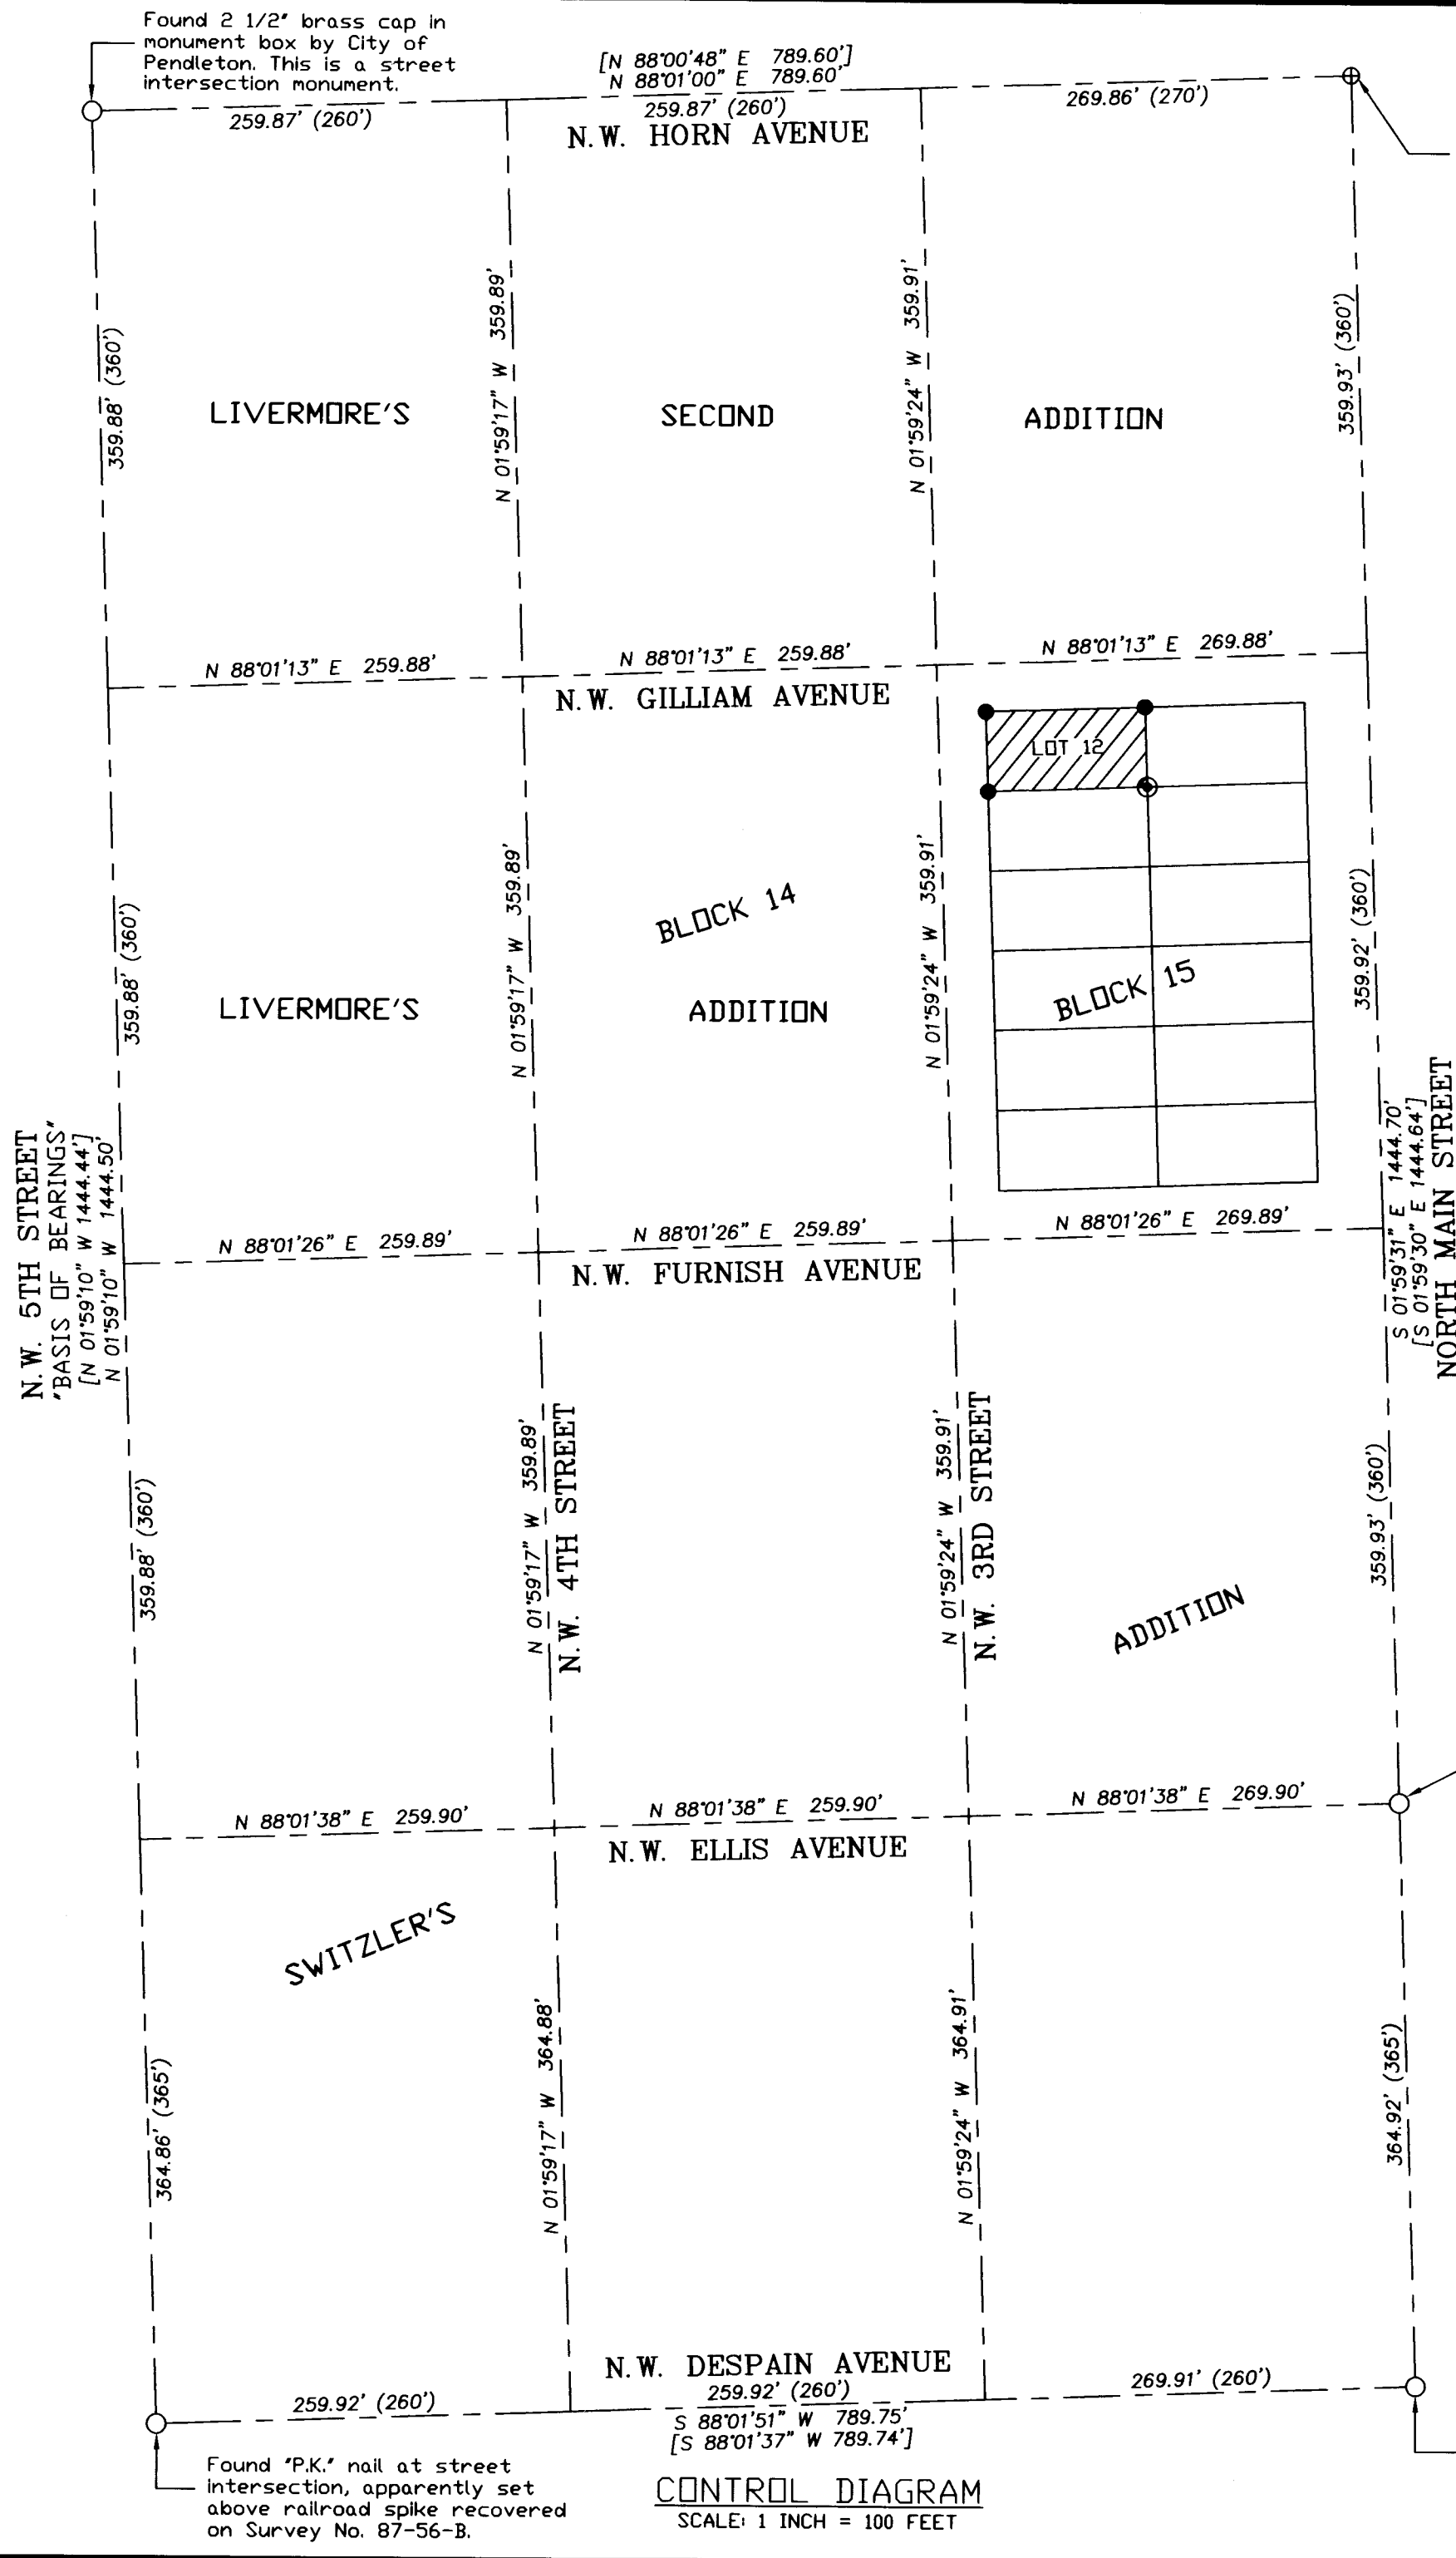 Found 2 1/2" brass cap in
monument box by City of
Pendleton. This is a street
intersection monument.
[N 88°00'48" E 789.60']
N 88°01'00" E 789.60'
259.87' (260')
259.87' (260')
269.86' (270')
N.W. HORN AVENUE
359.88' (360')
N 01°59'17" W 359.89'
N 01°59'24" W 359.91'
359.93' (360')
LIVERMORE'S
SECOND
ADDITION
N 88°01'13" E 259.88'
N 88°01'13" E 259.88'
N 88°01'13" E 269.88'
N.W. GILLIAM AVENUE
LOT 12
359.88' (360')
N 01°59'17" W 359.89'
N 01°59'24" W 359.91'
359.92' (360')
BLOCK 14
BLOCK 15
LIVERMORE'S
ADDITION
N.W. 5TH STREET
"BASIS OF BEARINGS"
[N 01°59'10" W 1444.44']
N 01°59'10" W 1444.50'
S 01°59'31" E 1444.70'
[S 01°59'30" E 1444.64']
NORTH MAIN STREET
N 88°01'26" E 259.89'
N 88°01'26" E 259.89'
N 88°01'26" E 269.89'
N.W. FURNISH AVENUE
359.88' (360')
N 01°59'17" W 359.89'
N.W. 4TH STREET
N 01°59'24" W 359.91'
N.W. 3RD STREET
359.93' (360')
ADDITION
N 88°01'38" E 259.90'
N 88°01'38" E 259.90'
N 88°01'38" E 269.90'
N.W. ELLIS AVENUE
SWITZLER'S
364.86' (365')
N 01°59'17" W 364.88'
N 01°59'24" W 364.91'
364.92' (365')
N.W. DESPAIN AVENUE
259.92' (260')
259.92' (260')
269.91' (260')
S 88°01'51" W 789.75'
[S 88°01'37" W 789.74']
Found "P.K." nail at street
intersection, apparently set
above railroad spike recovered
on Survey No. 87-56-B.
CONTROL DIAGRAM
SCALE: 1 INCH = 100 FEET